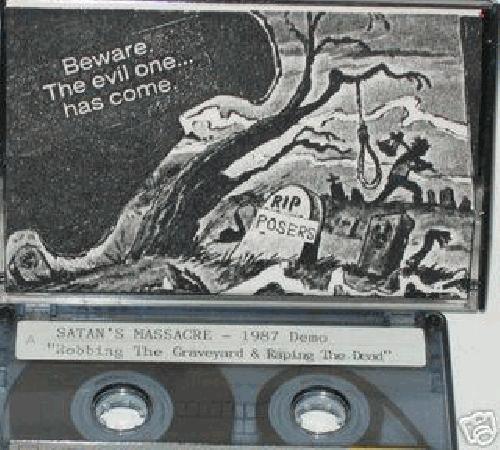 Beware.
The evil one...
has come.
RIP
POSERS
A
SATAN'S MASSACRE - 1987 Demo
"Robbing The Graveyard & Raping The Dead"